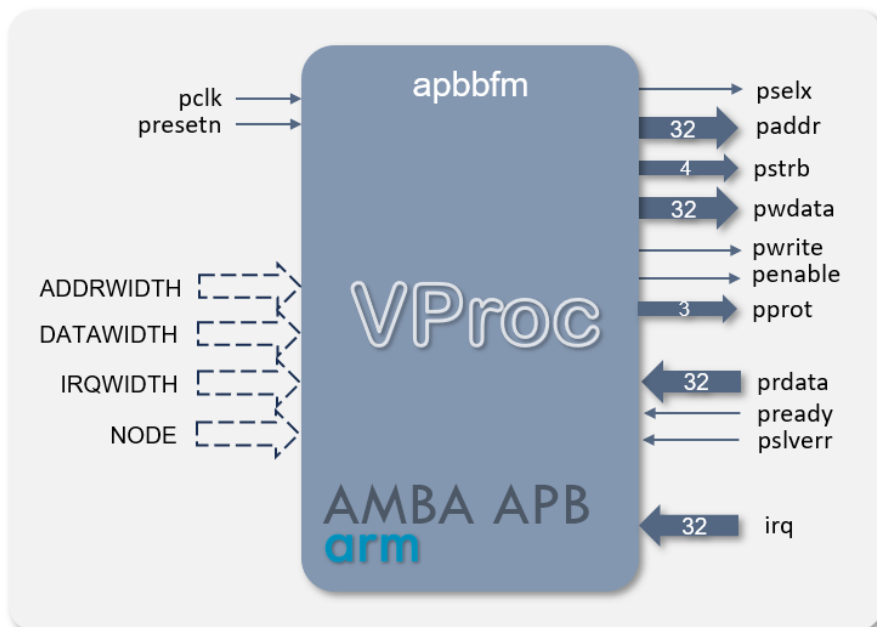 apbbfm
pclk
presetn
ADDRWIDTH
DATAWIDTH
IRQWIDTH
NODE
VProc
AMBA APB
arm
pselx
32 paddr
4 pstrb
32 pwdata
pwrite
penable
3 pprot
32 prdata
pready
pslverr
32 irq